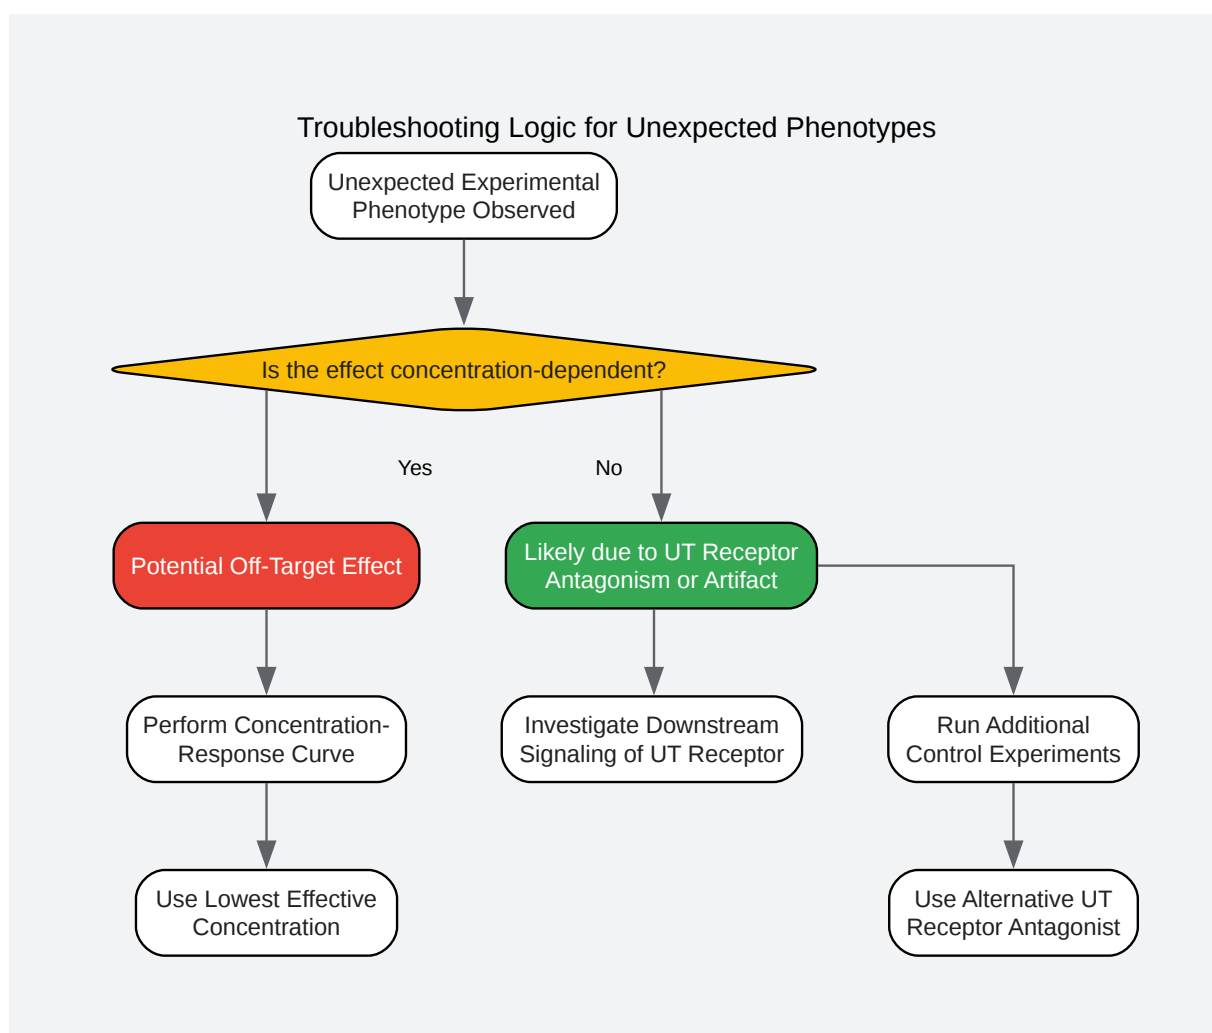 Troubleshooting Logic for Unexpected Phenotypes
Unexpected Experimental
Phenotype Observed
Is the effect concentration-dependent?
Yes
No
Potential Off-Target Effect
Likely due to UT Receptor
Antagonism or Artifact
Perform Concentration-
Response Curve
Investigate Downstream
Signaling of UT Receptor
Run Additional
Control Experiments
Use Lowest Effective
Concentration
Use Alternative UT
Receptor Antagonist